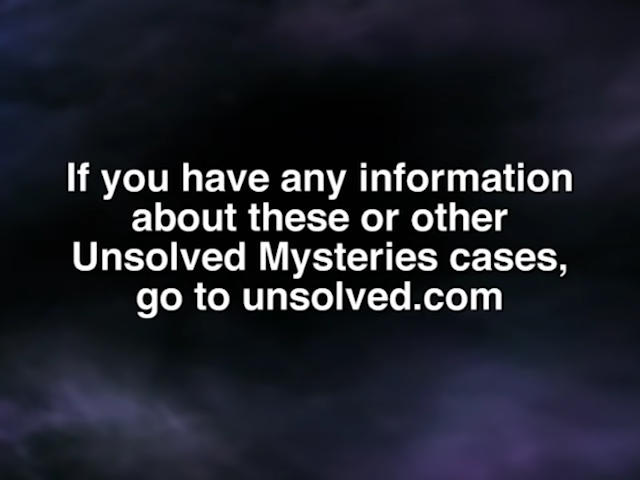 If you have any information
about these or other
Unsolved Mysteries cases,
go to unsolved.com